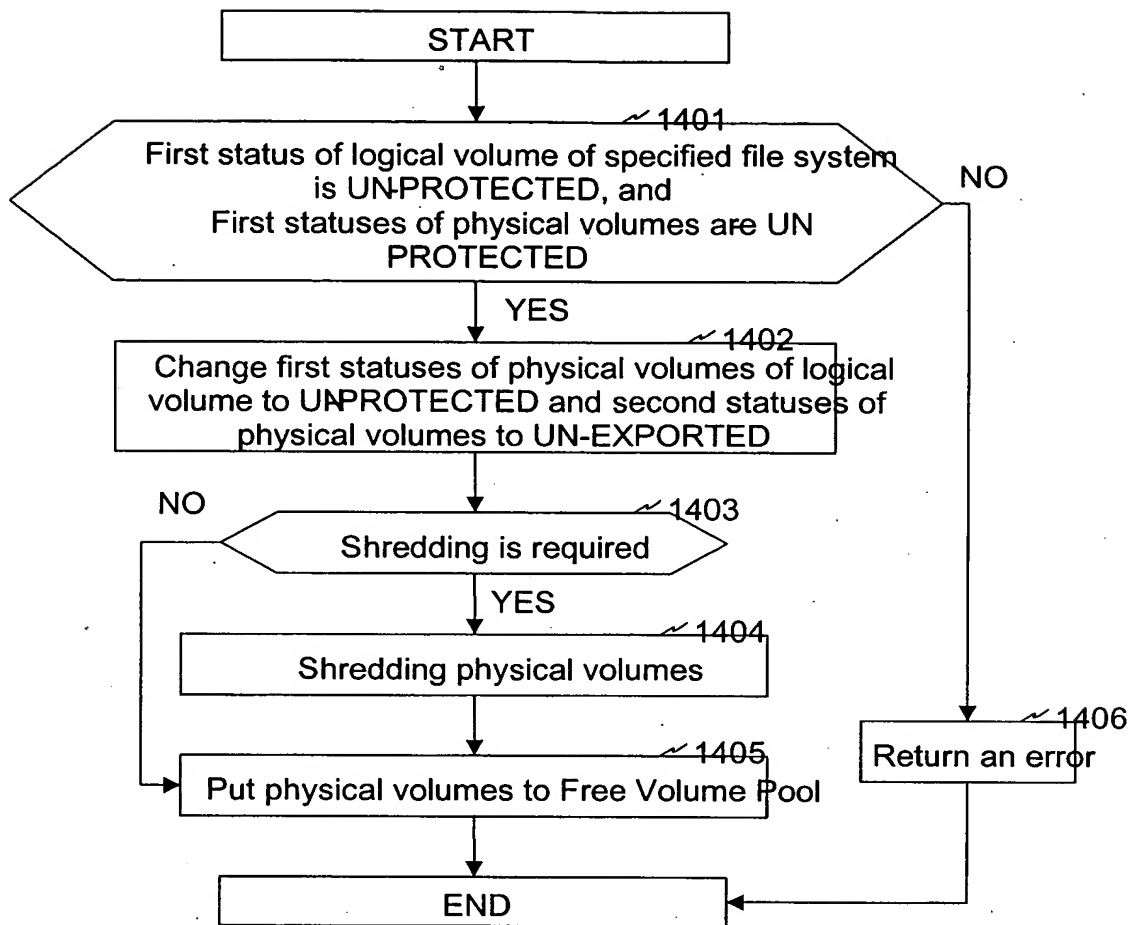 START
1401
First status of logical volume of specified file system
is UN-PROTECTED, and
First statuses of physical volumes are UN
PROTECTED
NO
YES
1402
Change first statuses of physical volumes of logical
volume to UN-PROTECTED and second statuses of
physical volumes to UN-EXPORTED
NO
1403
Shredding is required
YES
1404
Shredding physical volumes
1405
Put physical volumes to Free Volume Pool
1406
Return an error
END